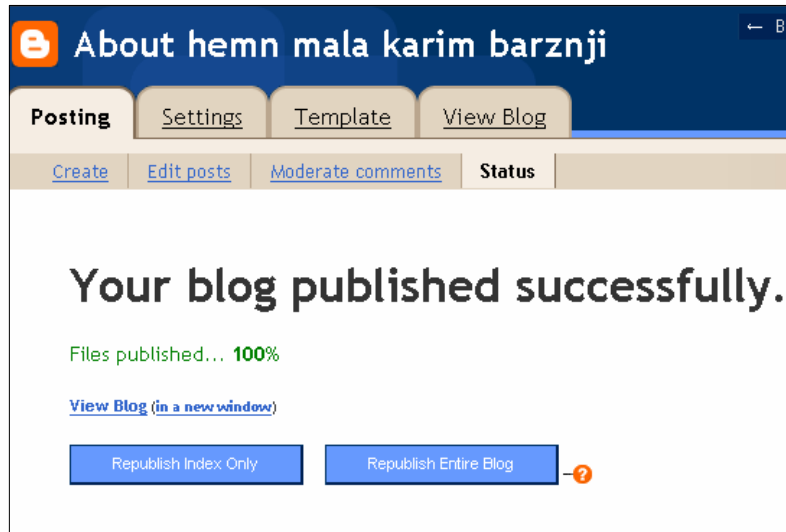 About hemn mala karim barznji
← B
Posting Settings Template View Blog
Create Edit posts Moderate comments Status
Your blog published successfully.
Files published... 100%
View Blog (in a new window)
Republish Index Only Republish Entire Blog ?